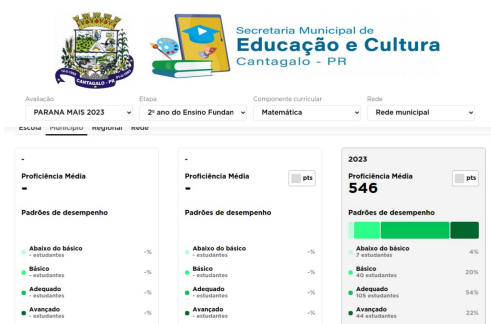 Secretaria Municipal de
Educação e Cultura
Cantagalo - PR
CANTAGALO - PR
Avaliação
PARANA MAIS 2023
Etapa
2º ano do Ensino Fundan
Componente curricular
Matemática
Rede
Rede municipal
Escola Município Regional Rede
-
Proficiência Média
-
Padrões de desempenho
Abaixo do básico
- estudantes
-%
Básico
- estudantes
-%
Adequado
- estudantes
-%
Avançado
- estudantes
-%
-
Proficiência Média
-
pts
Padrões de desempenho
Abaixo do básico
- estudantes
-%
Básico
- estudantes
-%
Adequado
- estudantes
-%
Avançado
- estudantes
-%
2023
Proficiência Média
546
pts
Padrões de desempenho
Abaixo do básico
7 estudantes
4%
Básico
40 estudantes
20%
Adequado
105 estudantes
54%
Avançado
44 estudantes
22%